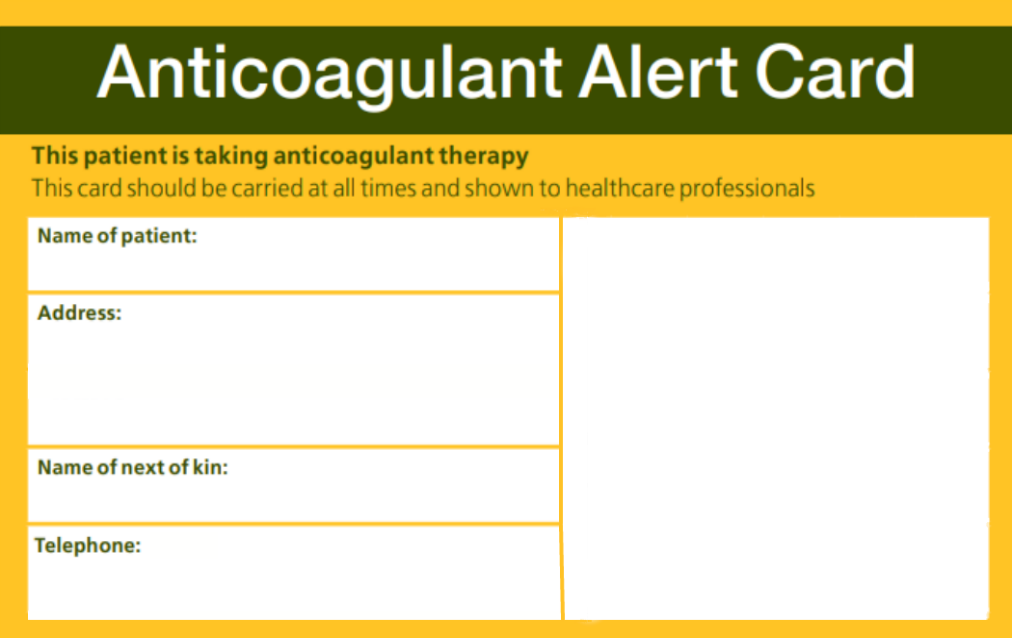 Anticoagulant Alert Card
This patient is taking anticoagulant therapy
This card should be carried at all times and shown to healthcare professionals
Name of patient:
Address:
Name of next of kin:
Telephone: